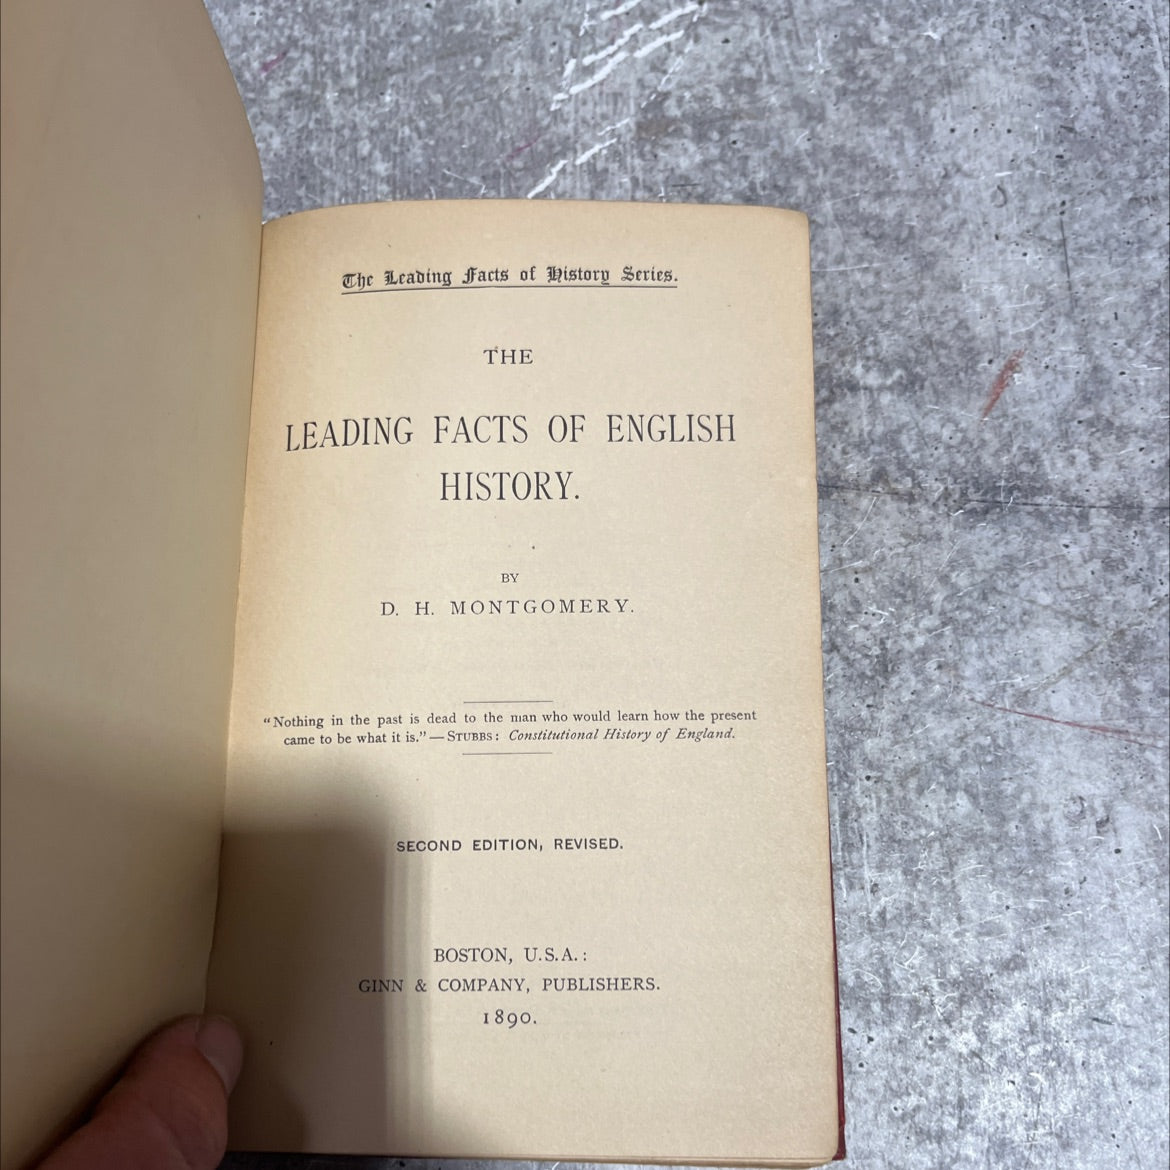 The Leading Facts of History Series.
THE
LEADING FACTS OF ENGLISH
HISTORY.
BY
D. H. MONTGOMERY.
"Nothing in the past is dead to the man who would learn how the present
came to be what it is." — STUBBS: Constitutional History of England.
SECOND EDITION, REVISED.
BOSTON, U.S.A.:
GINN & COMPANY, PUBLISHERS.
1890.